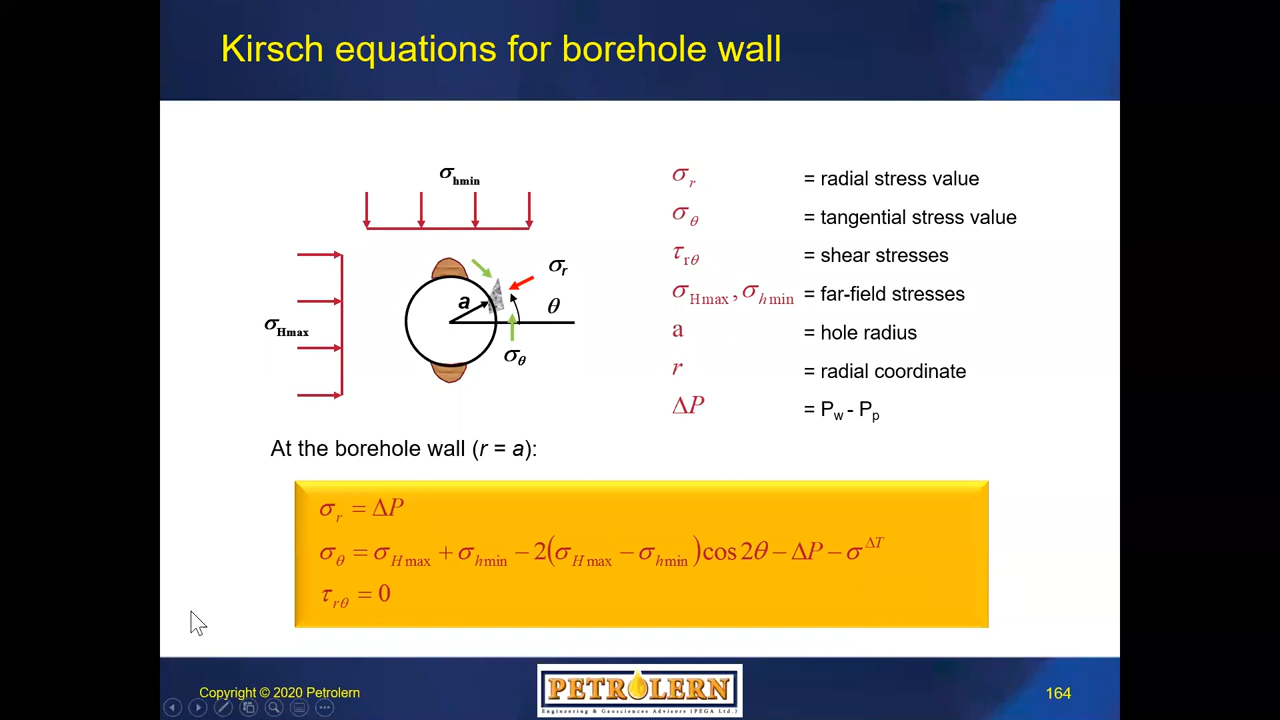 Kirsch equations for borehole wall
σhmin
σHmax
a
σr
θ
σθ
σr = radial stress value
σθ = tangential stress value
τrθ = shear stresses
σHmax, σhmin = far-field stresses
a = hole radius
r = radial coordinate
ΔP = Pw - Pp
At the borehole wall (r = a):
σr = ΔP
σθ = σHmax + σhmin − 2(σHmax − σhmin)cos 2θ − ΔP − σ^ΔT
τrθ = 0
Copyright © 2020 Petrolern
PETROLERN
Engineering & Geosciences Advisors (PEGA Ltd.)
164